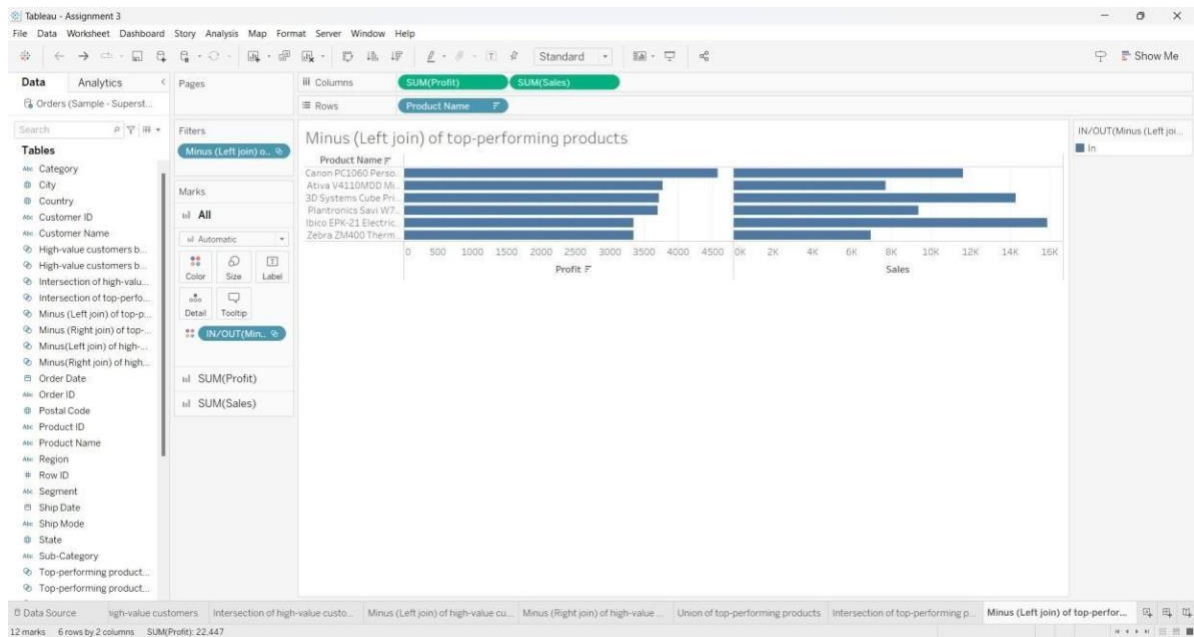 Tableau - Assignment 3
File Data Worksheet Dashboard Story Analysis Map Format Server Window Help
Standard
Show Me
Data Analytics
Orders (Sample - Superst...
Search
Tables
Abc Category
City
Country
Abc Customer ID
Abc Customer Name
High-value customers b...
High-value customers b...
Intersection of high-valu...
Intersection of top-perfo...
Minus (Left join) of top-p...
Minus (Right join) of top-...
Minus(Left join) of high-...
Minus(Right join) of high...
Order Date
Abc Order ID
Postal Code
Abc Product ID
Abc Product Name
Abc Region
# Row ID
Abc Segment
Ship Date
Abc Ship Mode
State
Abc Sub-Category
Top-performing product...
Top-performing product...
Pages
Filters
Minus (Left join) o..
Marks
All
Automatic
Color Size Label
Detail Tooltip
IN/OUT(Min..
SUM(Profit)
SUM(Sales)
Columns SUM(Profit) SUM(Sales)
Rows Product Name
Minus (Left join) of top-performing products
Product Name
Canon PC1060 Perso..
Ativa V4110MDD Mi..
3D Systems Cube Pri..
Plantronics Savi W7..
Ibico EPK-21 Electric..
Zebra ZM400 Therm..
0 500 1000 1500 2000 2500 3000 3500 4000 4500 0K 2K 4K 6K 8K 10K 12K 14K 16K
Profit Sales
IN/OUT(Minus (Left joi...
In
Data Source igh-value customers Intersection of high-value custo... Minus (Left join) of high-value cu... Minus (Right join) of high-value ... Union of top-performing products Intersection of top-performing p... Minus (Left join) of top-perfor...
12 marks 6 rows by 2 columns SUM(Profit): 22,447